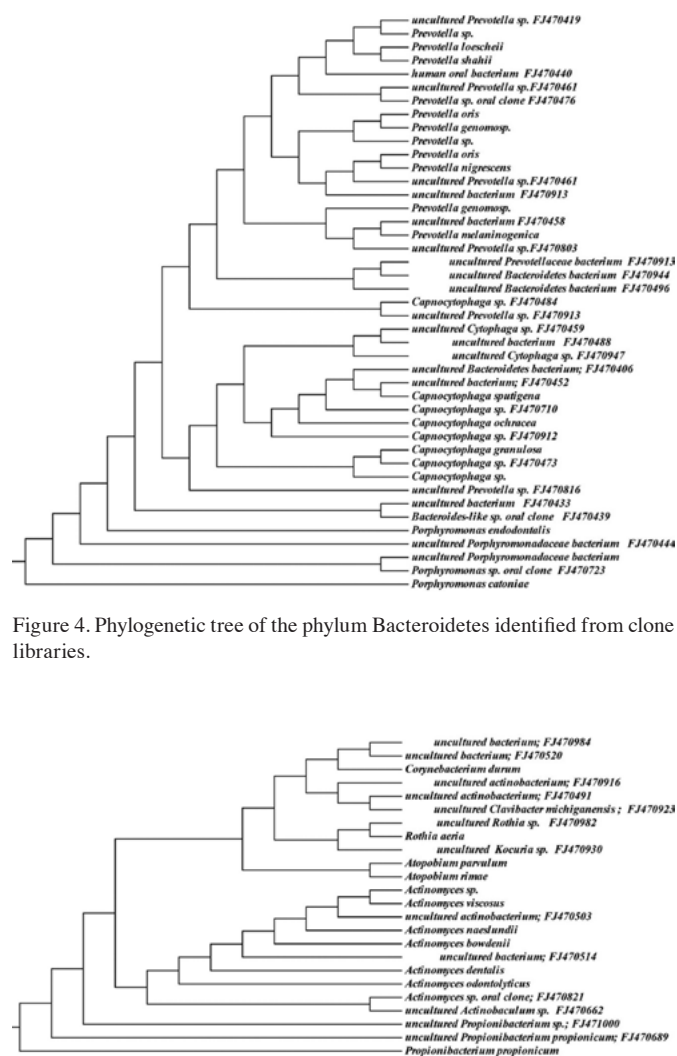 uncultured Prevotella sp. FJ470419
Prevotella sp.
Prevotella loescheii
Prevotella shahii
human oral bacterium FJ470440
uncultured Prevotella sp.FJ470461
Prevotella sp. oral clone FJ470476
Prevotella oris
Prevotella genomosp.
Prevotella sp.
Prevotella oris
Prevotella nigrescens
uncultured Prevotella sp.FJ470461
uncultured bacterium FJ470913
Prevotella genomosp.
uncultured bacterium FJ470458
Prevotella melaninogenica
uncultured Prevotella sp.FJ470803
uncultured Prevotellaceae bacterium FJ470913
uncultured Bacteroidetes bacterium FJ470944
uncultured Bacteroidetes bacterium FJ470496
Capnocytophaga sp. FJ470484
uncultured Prevotella sp. FJ470913
uncultured Cytophaga sp. FJ470459
uncultured bacterium FJ470488
uncultured Cytophaga sp. FJ470947
uncultured Bacteroidetes bacterium; FJ470406
uncultured bacterium; FJ470452
Capnocytophaga sputigena
Capnocytophaga sp. FJ470710
Capnocytophaga ochracea
Capnocytophaga sp. FJ470912
Capnocytophaga granulosa
Capnocytophaga sp. FJ470473
Capnocytophaga sp.
uncultured Prevotella sp. FJ470816
uncultured bacterium FJ470433
Bacteroides-like sp. oral clone FJ470439
Porphyromonas endodontalis
uncultured Porphyromonadaceae bacterium FJ470444
uncultured Porphyromonadaceae bacterium
Porphyromonas sp. oral clone FJ470723
Porphyromonas catoniae
Figure 4. Phylogenetic tree of the phylum Bacteroidetes identified from clone
libraries.
uncultured bacterium; FJ470984
uncultured bacterium; FJ470520
Corynebacterium durum
uncultured actinobacterium; FJ470916
uncultured actinobacterium; FJ470491
uncultured Clavibacter michiganensis ; FJ470923
uncultured Rothia sp. FJ470982
Rothia aeria
uncultured Kocuria sp. FJ470930
Atopobium parvulum
Atopobium rimae
Actinomyces sp.
Actinomyces viscosus
uncultured actinobacterium; FJ470503
Actinomyces naeslundii
Actinomyces bowdenii
uncultured bacterium; FJ470514
Actinomyces dentalis
Actinomyces odontolyticus
Actinomyces sp. oral clone; FJ470821
uncultured Actinobaculum sp. FJ470662
uncultured Propionibacterium sp.; FJ471000
uncultured Propionibacterium propionicum; FJ470689
Propionibacterium propionicum